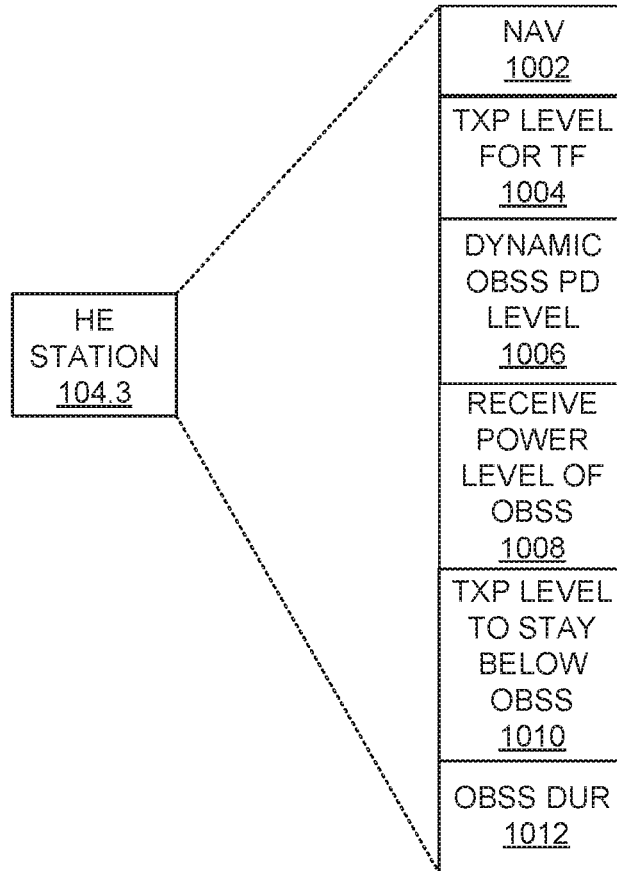 HE
STATION
104.3
NAV
1002
TXP LEVEL
FOR TF
1004
DYNAMIC
OBSS PD
LEVEL
1006
RECEIVE
POWER
LEVEL OF
OBSS
1008
TXP LEVEL
TO STAY
BELOW
OBSS
1010
OBSS DUR
1012